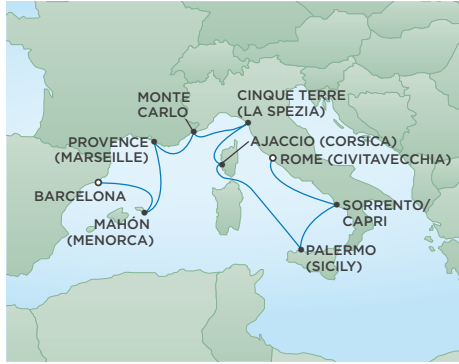 MONTE
CARLO
CINQUE TERRE
(LA SPEZIA)
PROVENCE
(MARSEILLE)
AJACCIO (CORSICA)
ROME (CIVITAVECCHIA)
BARCELONA
MAHÓN
(MENORCA)
SORRENTO/
CAPRI
PALERMO
(SICILY)